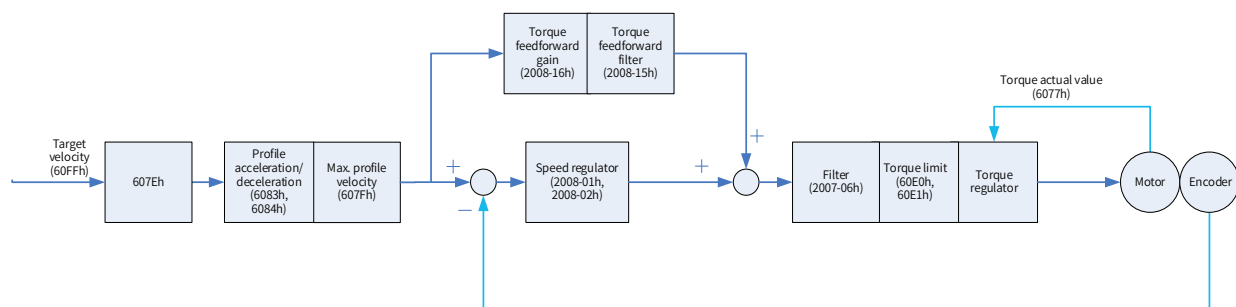 Torque
feedforward
gain
(2008-16h)
Torque
feedforward
filter
(2008-15h)
Torque actual value
(6077h)
Target
velocity
(60FFh)
607Eh
Profile
acceleration/
deceleration
(6083h,
6084h)
Max. profile
velocity
(607Fh)
+
−
Speed regulator
(2008-01h,
2008-02h)
+
+
Filter
(2007-06h)
Torque limit
(60E0h,
60E1h)
Torque
regulator
Motor
Encoder